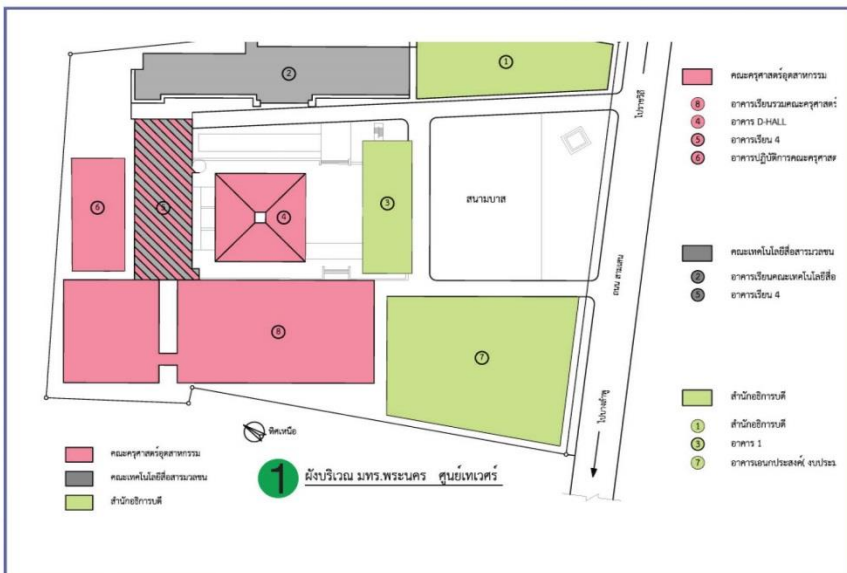 2
1
ไปราชวิถี
คณะครุศาสตร์อุตสาหกรรม
8 อาคารเรียนรวมคณะครุศาสตร์
4 อาคาร D-HALL
5 อาคารเรียน 4
6 อาคารปฏิบัติการคณะครุศาสต
6
5
4
3
สนามบาส
ถนน สามเสน
คณะเทคโนโลยีสื่อสารมวลชน
2 อาคารเรียนคณะเทคโนโลยีสื่อ
5 อาคารเรียน 4
8
7
ไปบางลำพู
สำนักอธิการบดี
1 สำนักอธิการบดี
3 อาคาร 1
7 อาคารเอนกประสงค์( งบประม
ทิศเหนือ
คณะครุศาสตร์อุตสาหกรรม
คณะเทคโนโลยีสื่อสารมวลชน
สำนักอธิการบดี
1 ผังบริเวณ มทร.พระนคร ศูนย์เทเวศร์